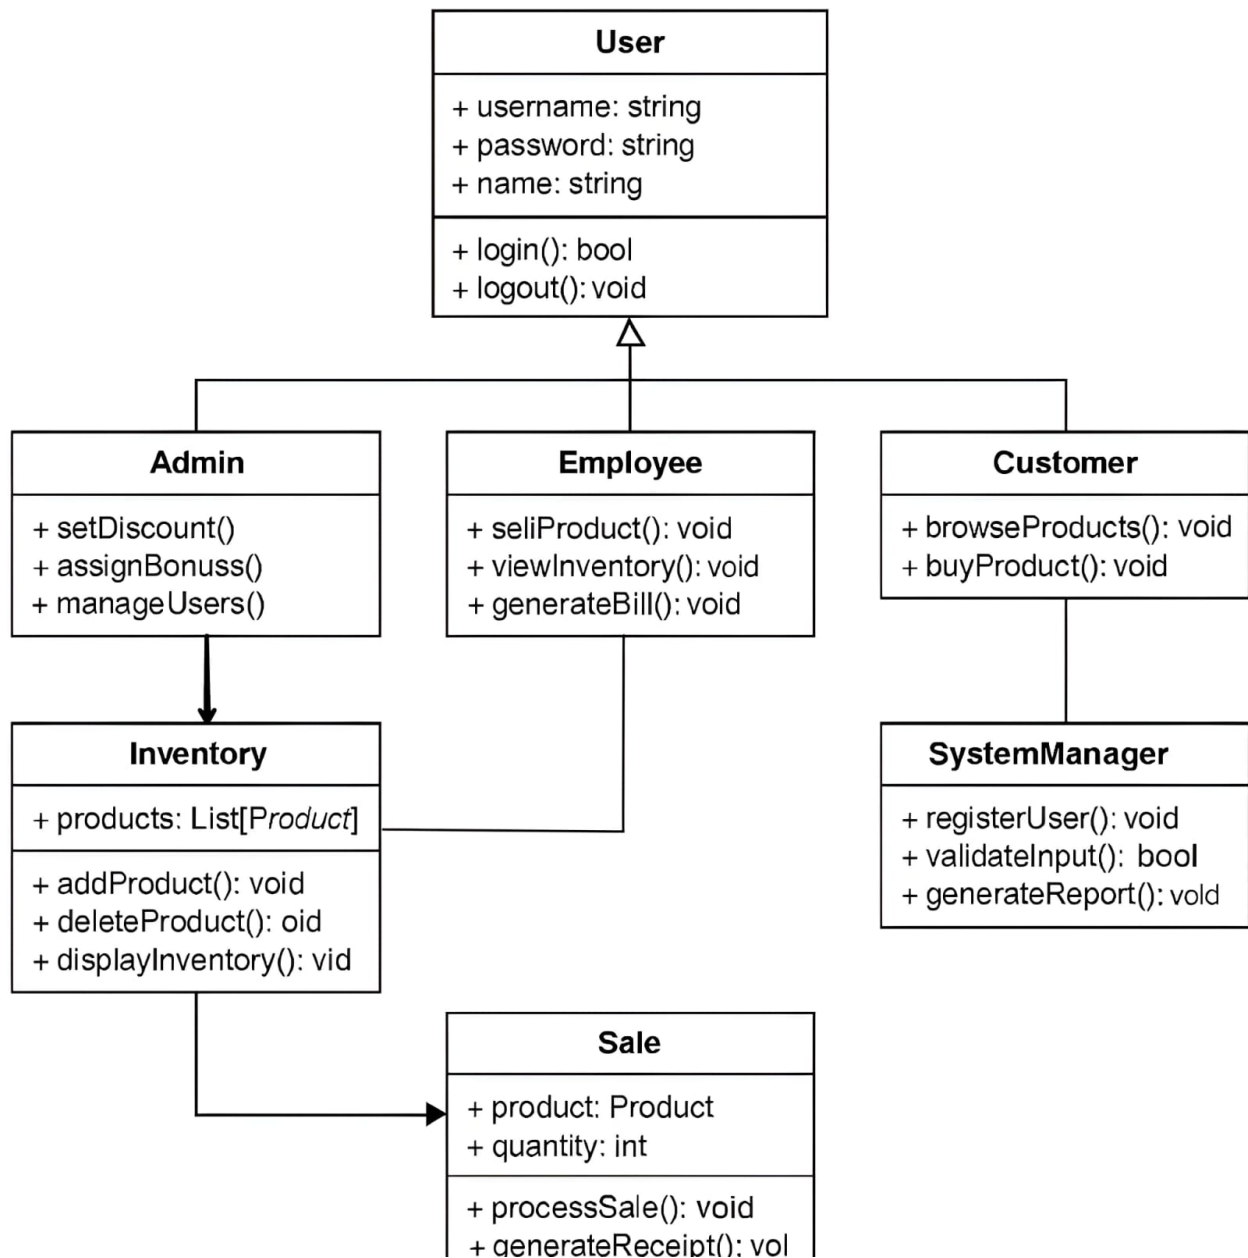 User
+ username: string
+ password: string
+ name: string
+ login(): bool
+ logout(): void
Admin
+ setDiscount()
+ assignBonuss()
+ manageUsers()
Employee
+ seliProduct(): void
+ viewInventory(): void
+ generateBill(): void
Customer
+ browseProducts(): void
+ buyProduct(): void
Inventory
+ products: List[Product]
+ addProduct(): void
+ deleteProduct(): oid
+ displayInventory(): vid
SystemManager
+ registerUser(): void
+ validateInput(): bool
+ generateReport(): vold
Sale
+ product: Product
+ quantity: int
+ processSale(): void
+ generateReceipt(); vol